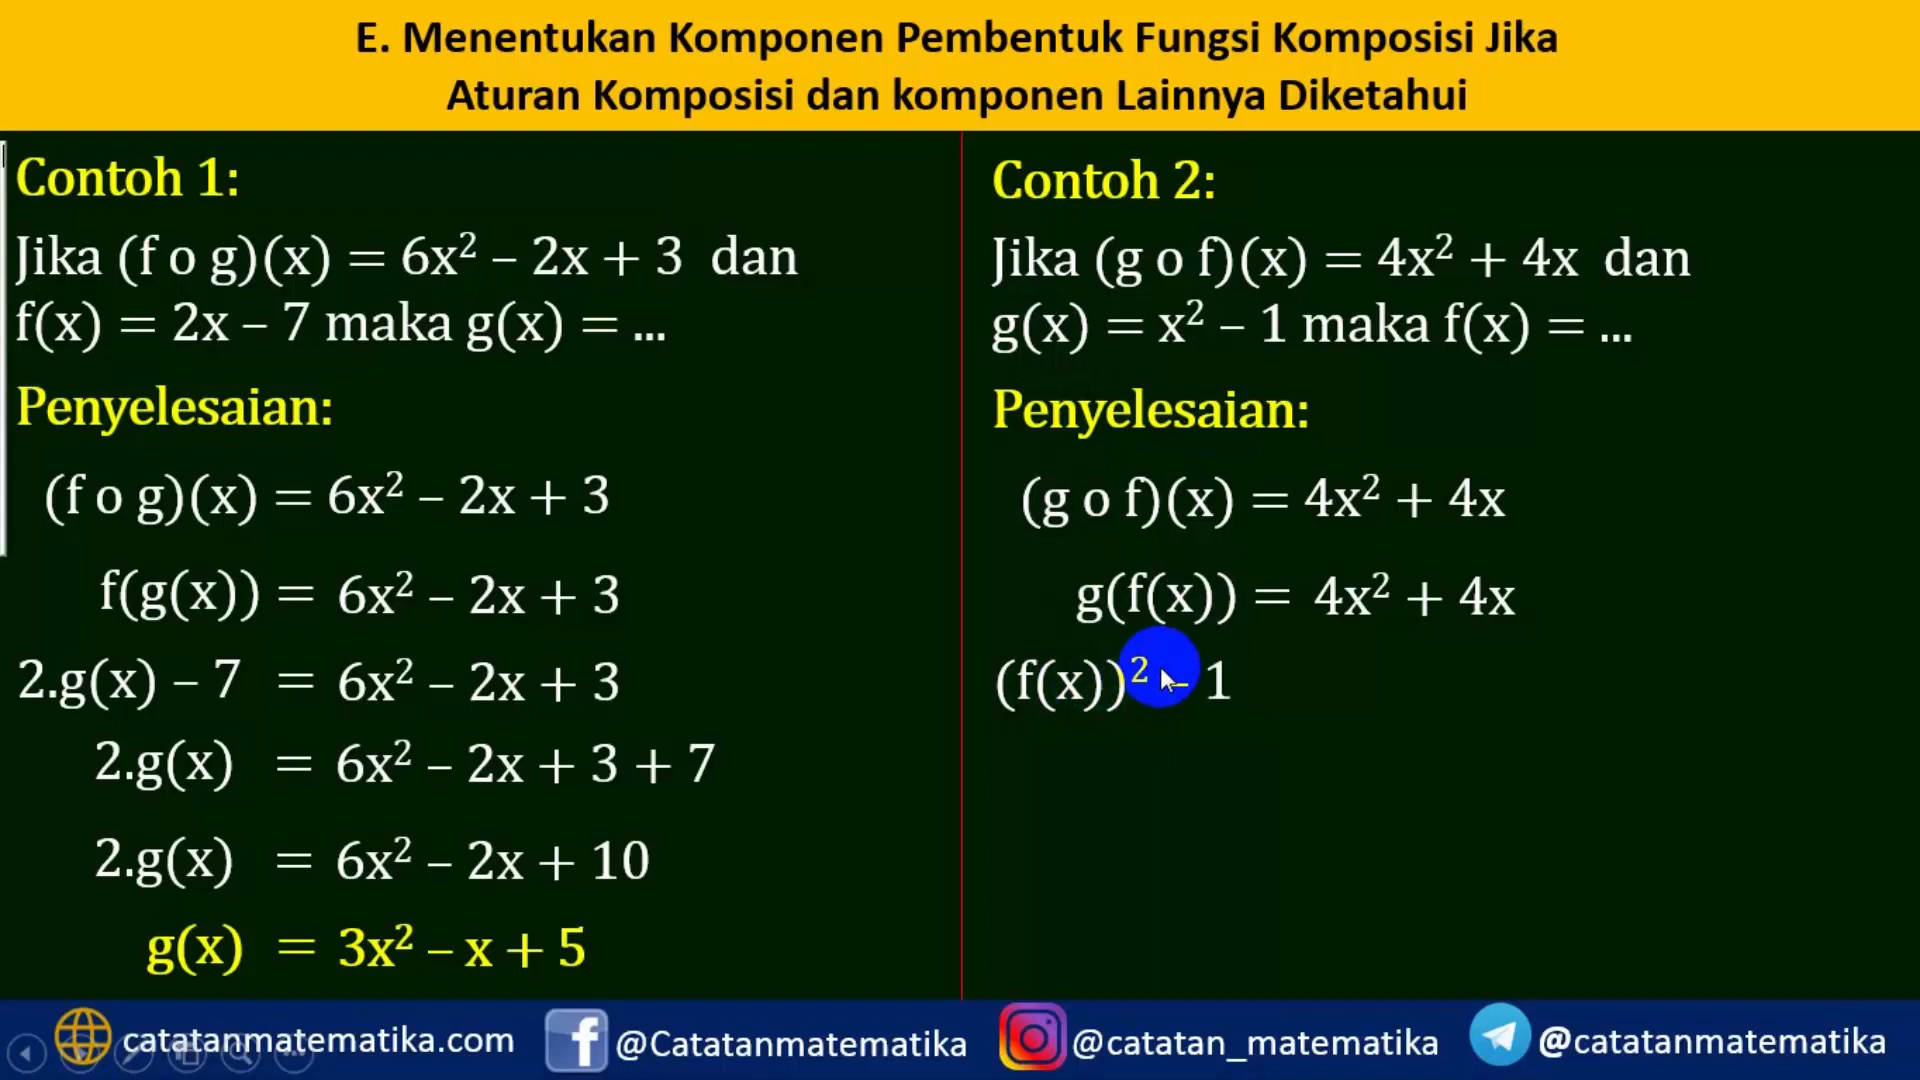 E. Menentukan Komponen Pembentuk Fungsi Komposisi Jika
Aturan Komposisi dan komponen Lainnya Diketahui
Contoh 1:
Jika (f o g)(x) = 6x² – 2x + 3 dan
f(x) = 2x – 7 maka g(x) = ...
Penyelesaian:
(f o g)(x) = 6x² – 2x + 3
f(g(x)) = 6x² – 2x + 3
2.g(x) – 7 = 6x² – 2x + 3
2.g(x) = 6x² – 2x + 3 + 7
2.g(x) = 6x² – 2x + 10
g(x) = 3x² – x + 5
Contoh 2:
Jika (g o f)(x) = 4x² + 4x dan
g(x) = x² – 1 maka f(x) = ...
Penyelesaian:
(g o f)(x) = 4x² + 4x
g(f(x)) = 4x² + 4x
(f(x))² – 1
catatanmatematika.com
@Catatanmatematika
@catatan_matematika
@catatanmatematika